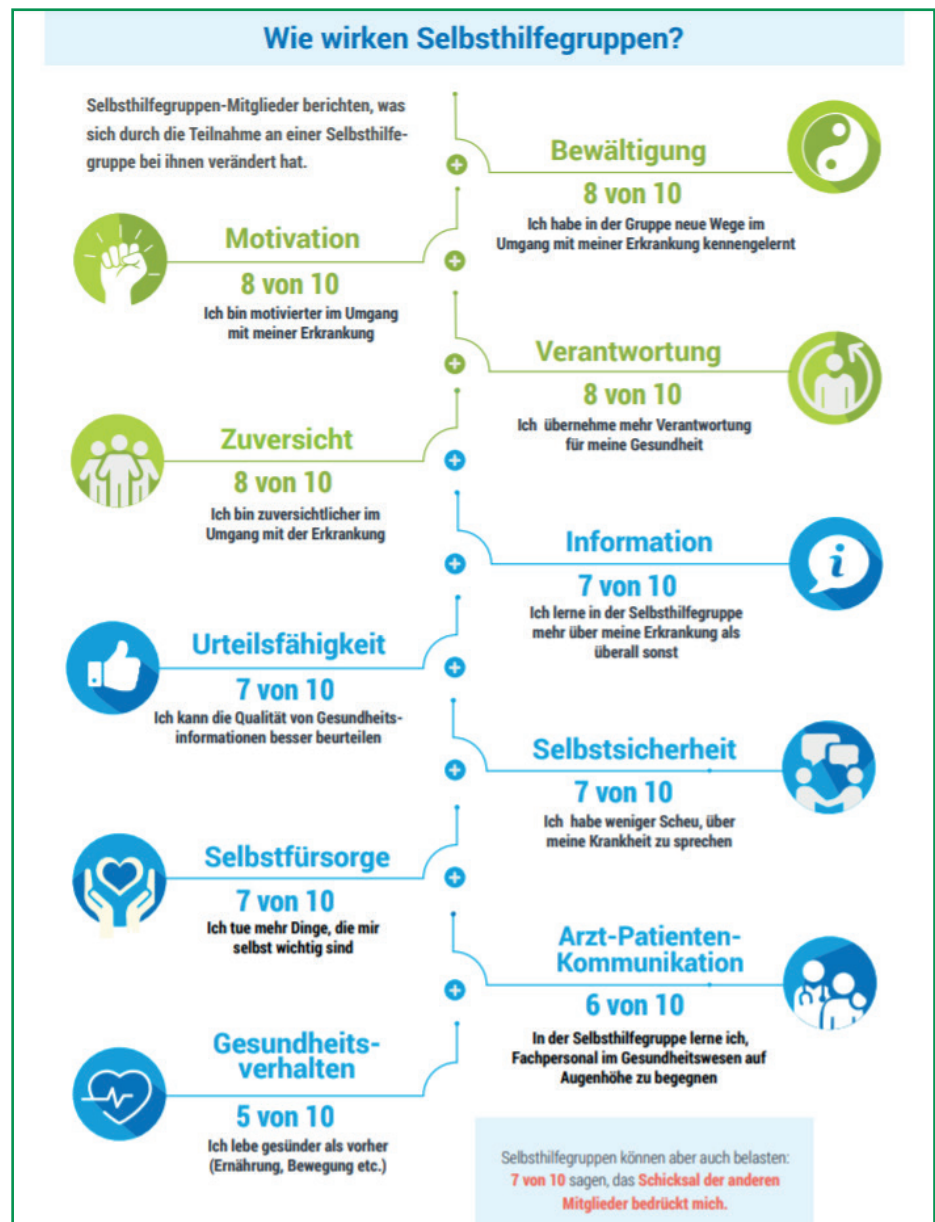 Wie wirken Selbsthilfegruppen?
Selbsthilfegruppen-Mitglieder berichten, was
sich durch die Teilnahme an einer Selbsthilfe-
gruppe bei ihnen verändert hat.
Bewältigung
8 von 10
Ich habe in der Gruppe neue Wege im
Umgang mit meiner Erkrankung kennengelernt
Motivation
8 von 10
Ich bin motivierter im Umgang
mit meiner Erkrankung
Verantwortung
8 von 10
Ich übernehme mehr Verantwortung
für meine Gesundheit
Zuversicht
8 von 10
Ich bin zuversichtlicher im
Umgang mit der Erkrankung
Information
7 von 10
Ich lerne in der Selbsthilfegruppe
mehr über meine Erkrankung als
überall sonst
Urteilsfähigkeit
7 von 10
Ich kann die Qualität von Gesundheits-
informationen besser beurteilen
Selbstsicherheit
7 von 10
Ich habe weniger Scheu, über
meine Krankheit zu sprechen
Selbstfürsorge
7 von 10
Ich tue mehr Dinge, die mir
selbst wichtig sind
Arzt-Patienten-
Kommunikation
6 von 10
In der Selbsthilfegruppe lerne ich,
Fachpersonal im Gesundheitswesen auf
Augenhöhe zu begegnen
Gesundheits-
verhalten
5 von 10
Ich lebe gesünder als vorher
(Ernährung, Bewegung etc.)
Selbsthilfegruppen können aber auch belasten:
7 von 10 sagen, das Schicksal der anderen
Mitglieder bedrückt mich.